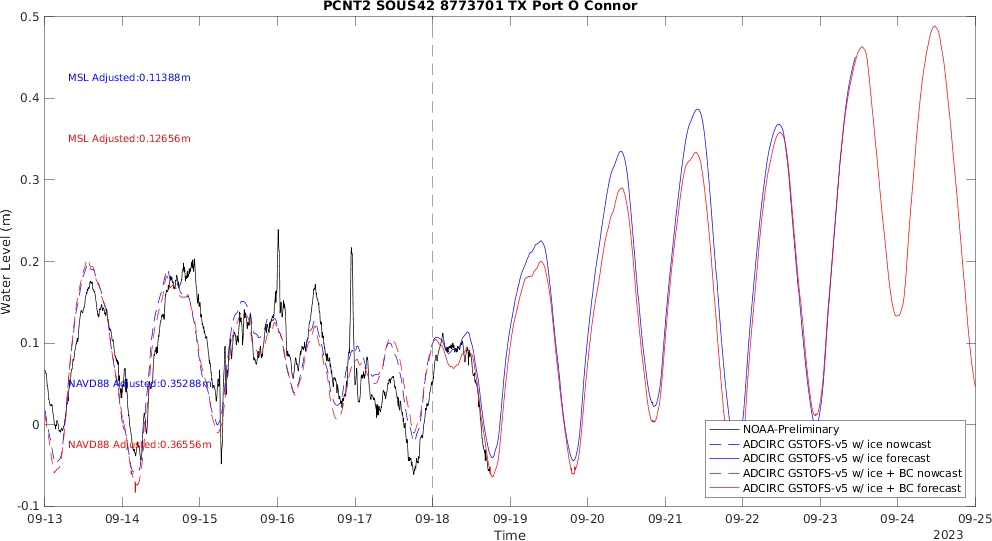 PCNT2 SOUS42 8773701 TX Port O Connor
0.5
MSL Adjusted:0.11388m
0.4
MSL Adjusted:0.12656m
0.3
Water Level (m)
0.2
0.1
NAVD88 Adjusted:0.35288m
0
NAVD88 Adjusted:0.36556m
NOAA-Preliminary
ADCIRC GSTOFS-v5 w/ ice nowcast
ADCIRC GSTOFS-v5 w/ ice forecast
ADCIRC GSTOFS-v5 w/ ice + BC nowcast
ADCIRC GSTOFS-v5 w/ ice + BC forecast
-0.1
09-13 09-14 09-15 09-16 09-17 09-18 09-19 09-20 09-21 09-22 09-23 09-24 09-25
Time
2023